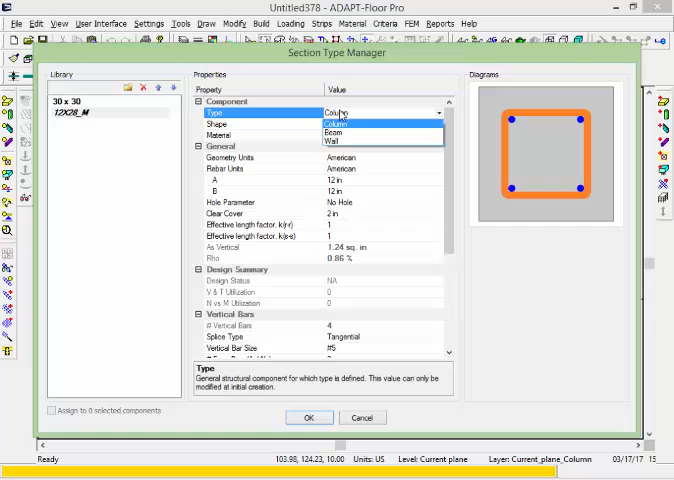 Untitled378 - ADAPT-Floor Pro
File Edit View User Interface Settings Tools Draw Modify Build Loading Strips Material Criteria FEM Reports Help
Section Type Manager
Library
30 x 30
12X28_M
Assign to 0 selected components
Properties
Property Value
Component
Type Column
Column
Beam
Wall
Shape
Material
General
Geometry Units American
Rebar Units American
A 12 in
B 12 in
Hole Parameter No Hole
Clear Cover 2 in
Effective length factor, k(r-r) 1
Effective length factor, k(s-s) 1
As Vertical 1.24 sq. in
Rho 0.86 %
Design Summary
Design Status NA
V & T Utilization 0
N vs M Utilization 0
Vertical Bars
# Vertical Bars 4
Splice Type Tangential
Vertical Bar Size #5
Type
General structural component for which type is defined. This value can only be
modified at initial creation.
Diagrams
OK Cancel
Ready 103.98, 124.23, 10.00 Units: US Level: Current plane Layer: Current_plane_Column 03/17/17 15